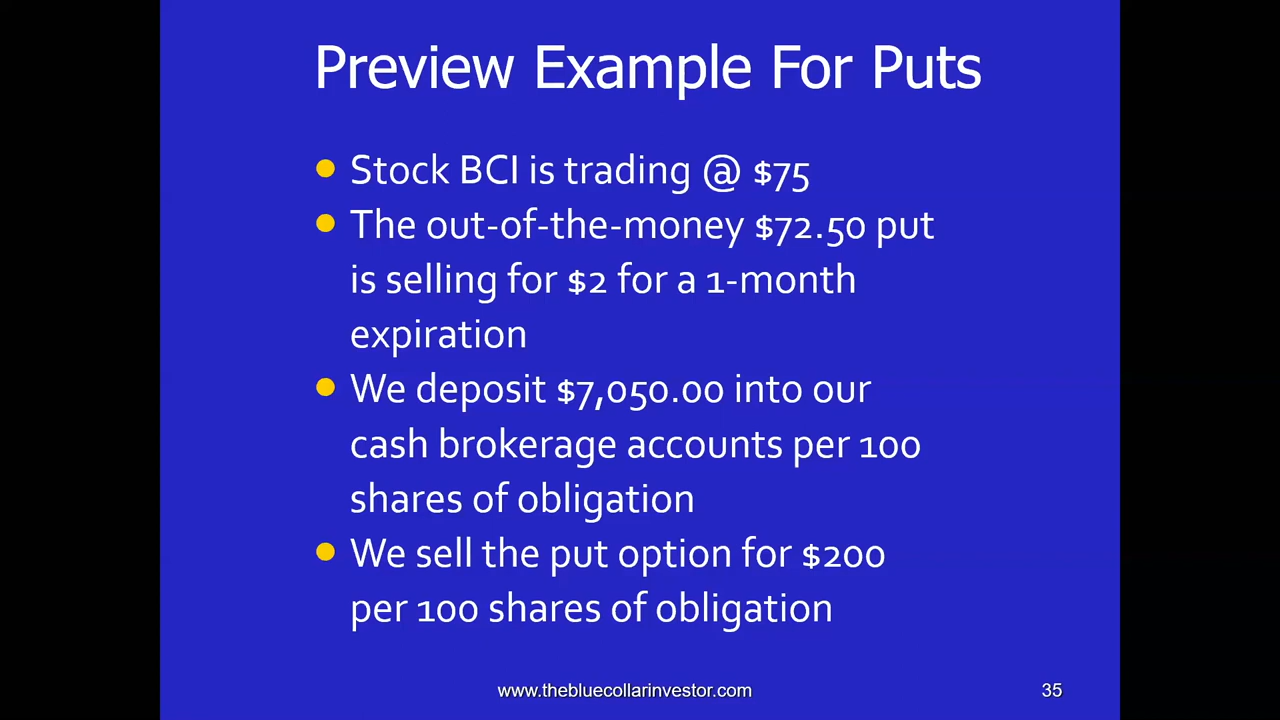 Preview Example For Puts
Stock BCI is trading @ $75
The out-of-the-money $72.50 put
is selling for $2 for a 1-month
expiration
We deposit $7,050.00 into our
cash brokerage accounts per 100
shares of obligation
We sell the put option for $200
per 100 shares of obligation
www.thebluecollarinvestor.com
35